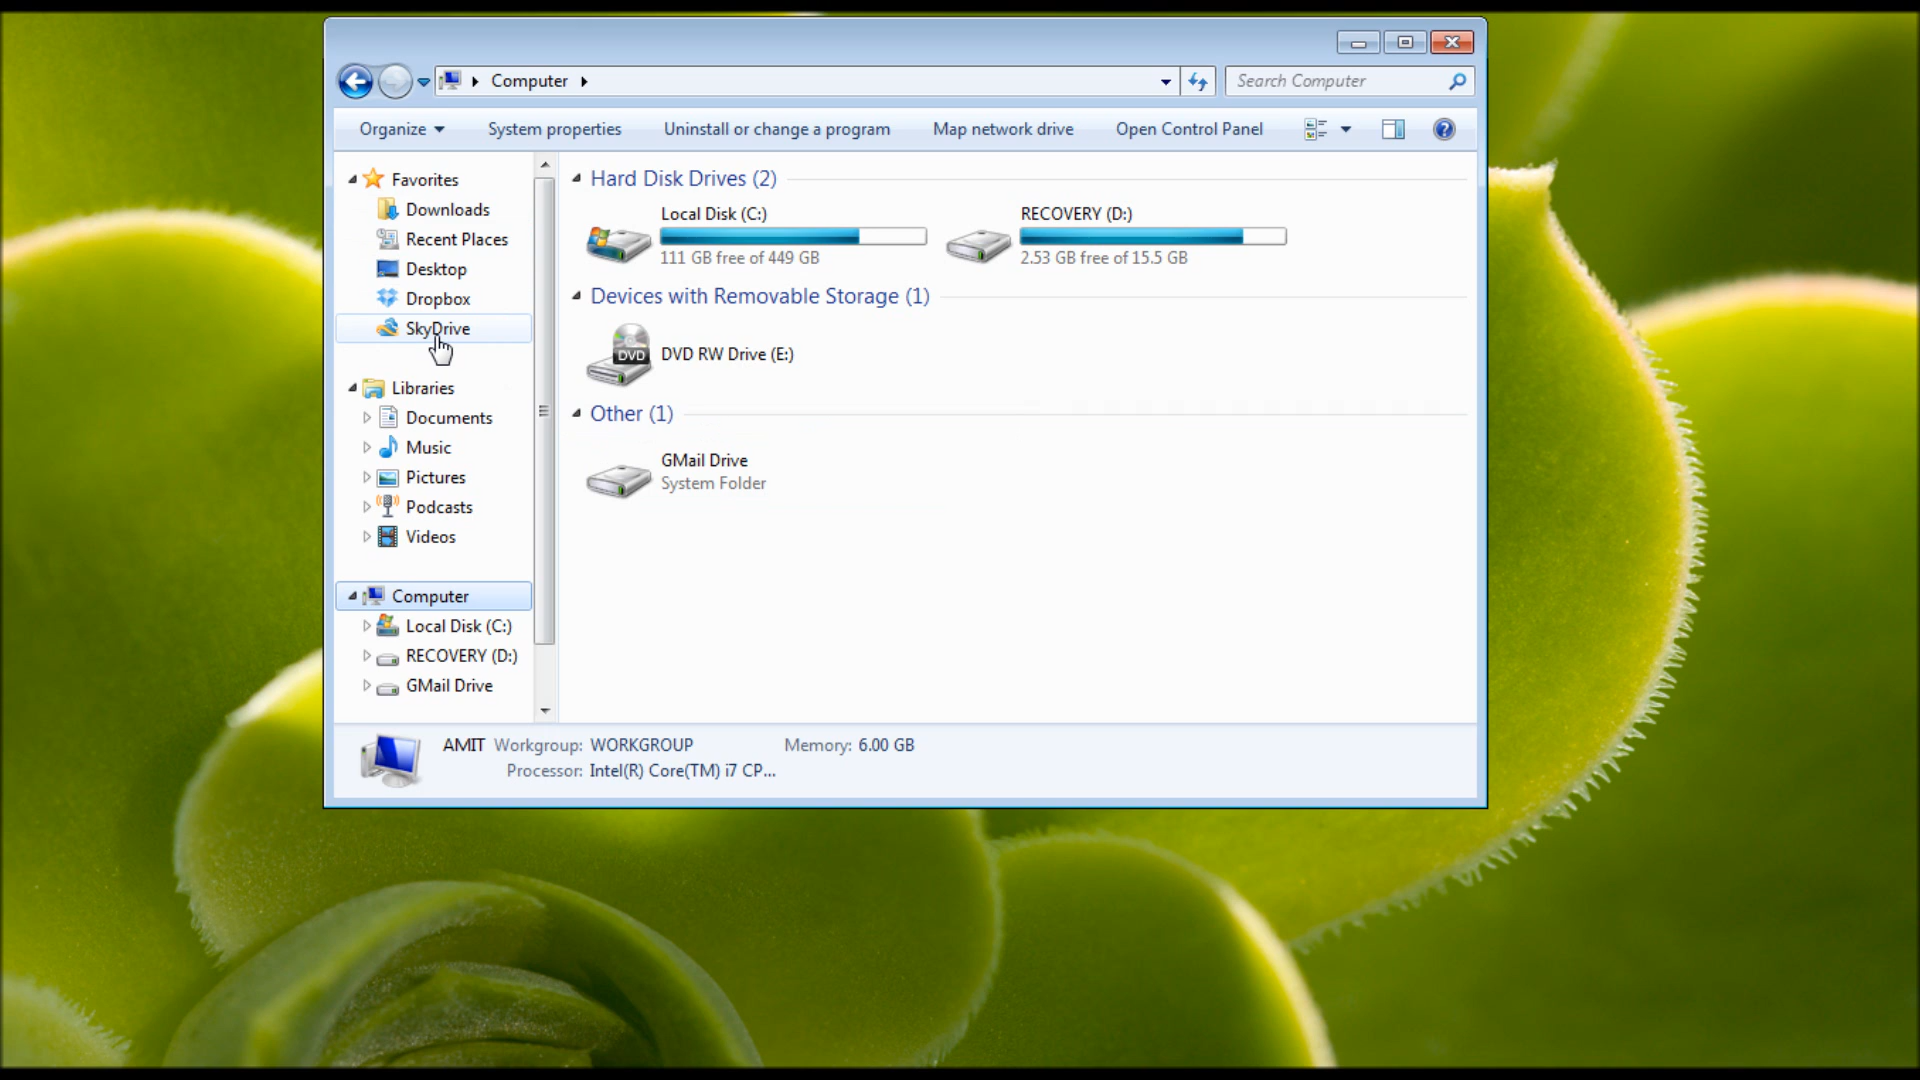 Computer
Search Computer
Organize
System properties
Uninstall or change a program
Map network drive
Open Control Panel
Favorites
Downloads
Recent Places
Desktop
Dropbox
SkyDrive
Libraries
Documents
Music
Pictures
Podcasts
Videos
Computer
Local Disk (C:)
RECOVERY (D:)
GMail Drive
Hard Disk Drives (2)
Local Disk (C:)
111 GB free of 449 GB
RECOVERY (D:)
2.53 GB free of 15.5 GB
Devices with Removable Storage (1)
DVD
DVD RW Drive (E:)
Other (1)
GMail Drive
System Folder
AMIT Workgroup: WORKGROUP Memory: 6.00 GB
Processor: Intel(R) Core(TM) i7 CP...